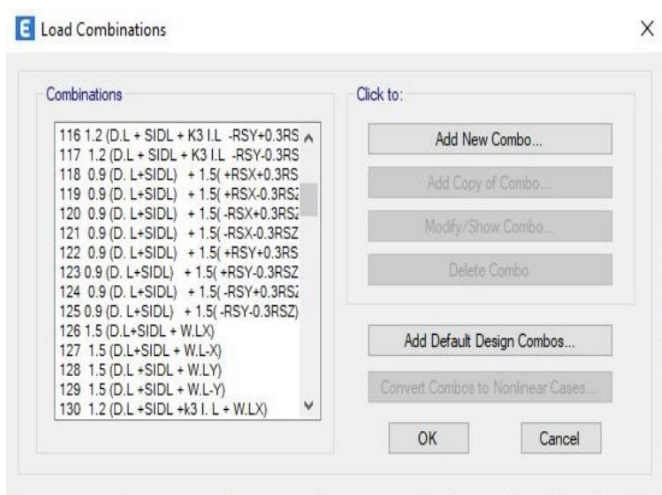 E Load Combinations
Combinations
116 1.2 (D.L + SIDL + K3 I.L -RSY+0.3RS
117 1.2 (D.L + SIDL + K3 I.L -RSY-0.3RS
118 0.9 (D. L+SIDL) + 1.5( +RSX+0.3RS
119 0.9 (D. L+SIDL) + 1.5( +RSX-0.3RSZ
120 0.9 (D. L+SIDL) + 1.5( -RSX+0.3RSZ
121 0.9 (D. L+SIDL) + 1.5( -RSX-0.3RSZ
122 0.9 (D. L+SIDL) + 1.5( +RSY+0.3RS
123 0.9 (D. L+SIDL) + 1.5( +RSY-0.3RSZ
124 0.9 (D. L+SIDL) + 1.5( -RSY+0.3RSZ
125 0.9 (D. L+SIDL) + 1.5( -RSY-0.3RSZ)
126 1.5 (D.L+SIDL + W.LX)
127 1.5 (D.L+SIDL + W.L-X)
128 1.5 (D.L +SIDL + W.LY)
129 1.5 (D.L +SIDL + W.L-Y)
130 1.2 (D.L +SIDL +k3 I. L + W.LX)
Click to:
Add New Combo...
Add Copy of Combo...
Modify/Show Combo...
Delete Combo
Add Default Design Combos...
Convert Combos to Nonlinear Cases...
OK
Cancel